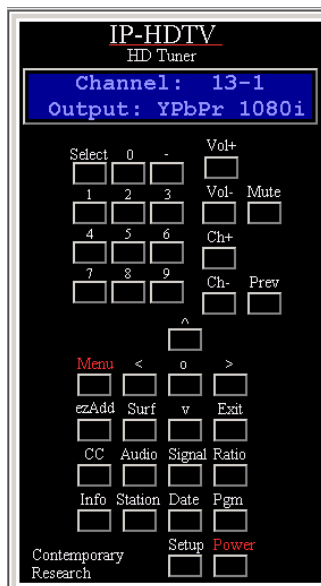 IP-HDTV
HD Tuner
Channel: 13-1
Output: YPbPr 1080i
Vol+
Select 0 -
1 2 3 Vol- Mute
4 5 6 Ch+
7 8 9 Ch- Prev
^
Menu < o >
ezAdd Surf v Exit
CC Audio Signal Ratio
Info Station Date Pgm
Setup Power
Contemporary
Research